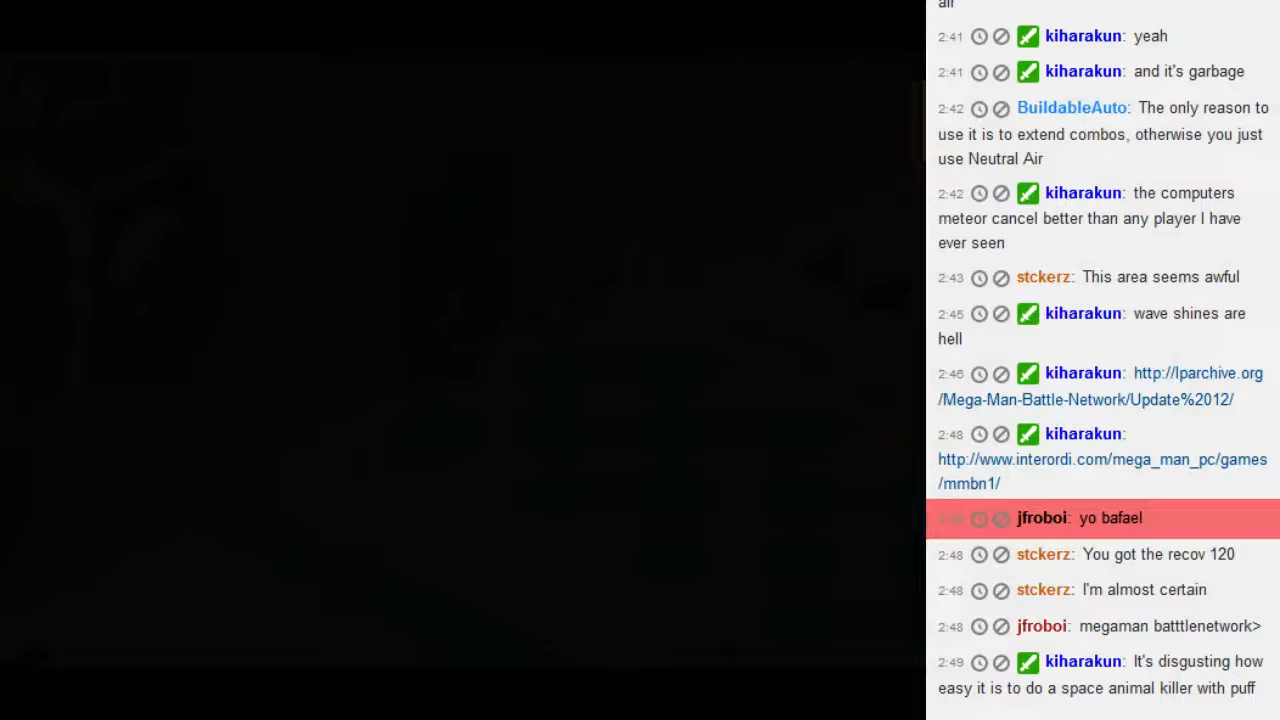 air
2:41 kiharakun: yeah
2:41 kiharakun: and it's garbage
2:42 BuildableAuto: The only reason to
use it is to extend combos, otherwise you just
use Neutral Air
2:42 kiharakun: the computers
meteor cancel better than any player I have
ever seen
2:43 stckerz: This area seems awful
2:45 kiharakun: wave shines are
hell
2:46 kiharakun: http://lparchive.org
/Mega-Man-Battle-Network/Update%2012/
2:48 kiharakun:
http://www.interordi.com/mega_man_pc/games
/mmbn1/
2:48 jfroboi: yo bafael
2:48 stckerz: You got the recov 120
2:48 stckerz: I'm almost certain
2:48 jfroboi: megaman batttlenetwork>
2:49 kiharakun: It's disgusting how
easy it is to do a space animal killer with puff